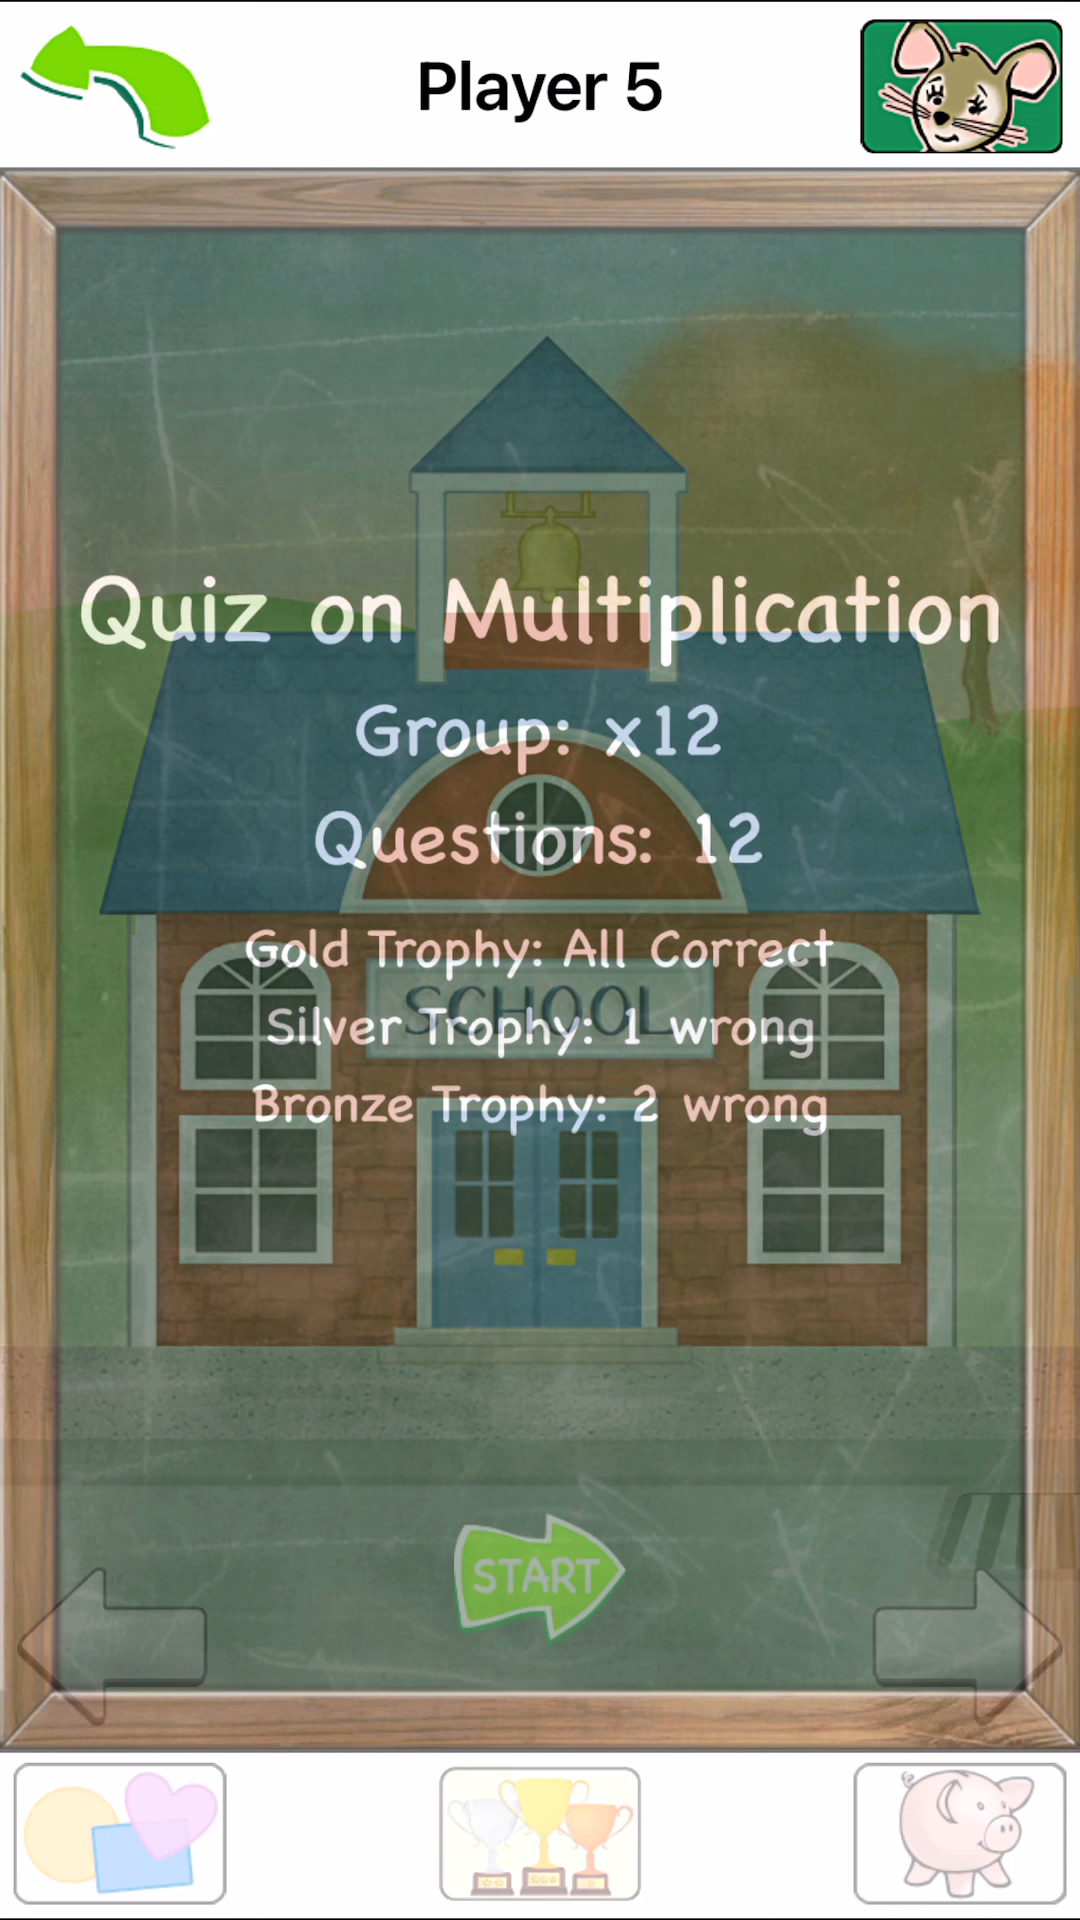 Player 5
Quiz on Multiplication
Group: x12
Questions: 12
Gold Trophy: All Correct
SCHOOL
Silver Trophy: 1 wrong
Bronze Trophy: 2 wrong
START